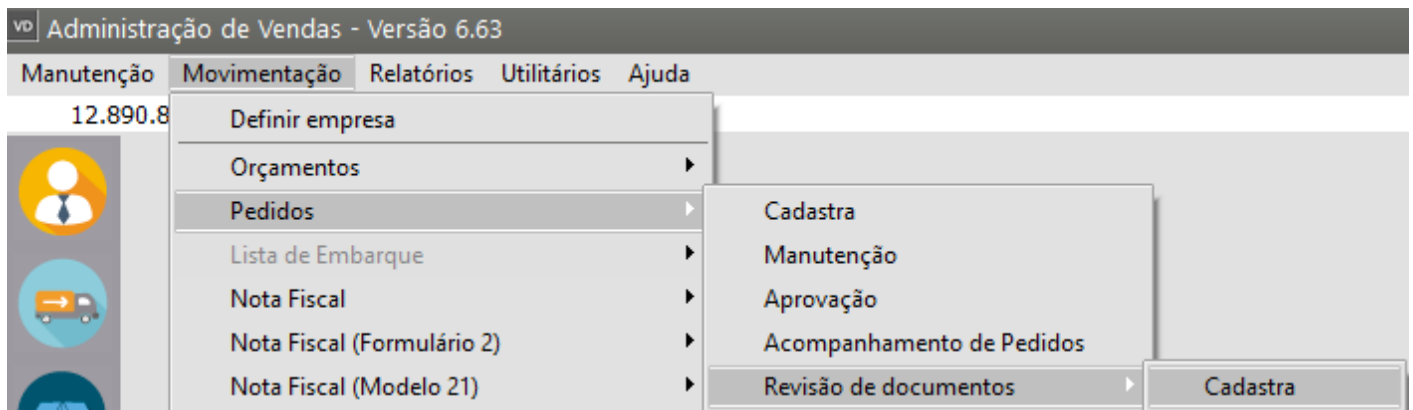 VD Administração de Vendas - Versão 6.63
Manutenção Movimentação Relatórios Utilitários Ajuda
12.890.8
Definir empresa
Orçamentos
Pedidos
Lista de Embarque
Nota Fiscal
Nota Fiscal (Formulário 2)
Nota Fiscal (Modelo 21)
Cadastra
Manutenção
Aprovação
Acompanhamento de Pedidos
Revisão de documentos
Cadastra